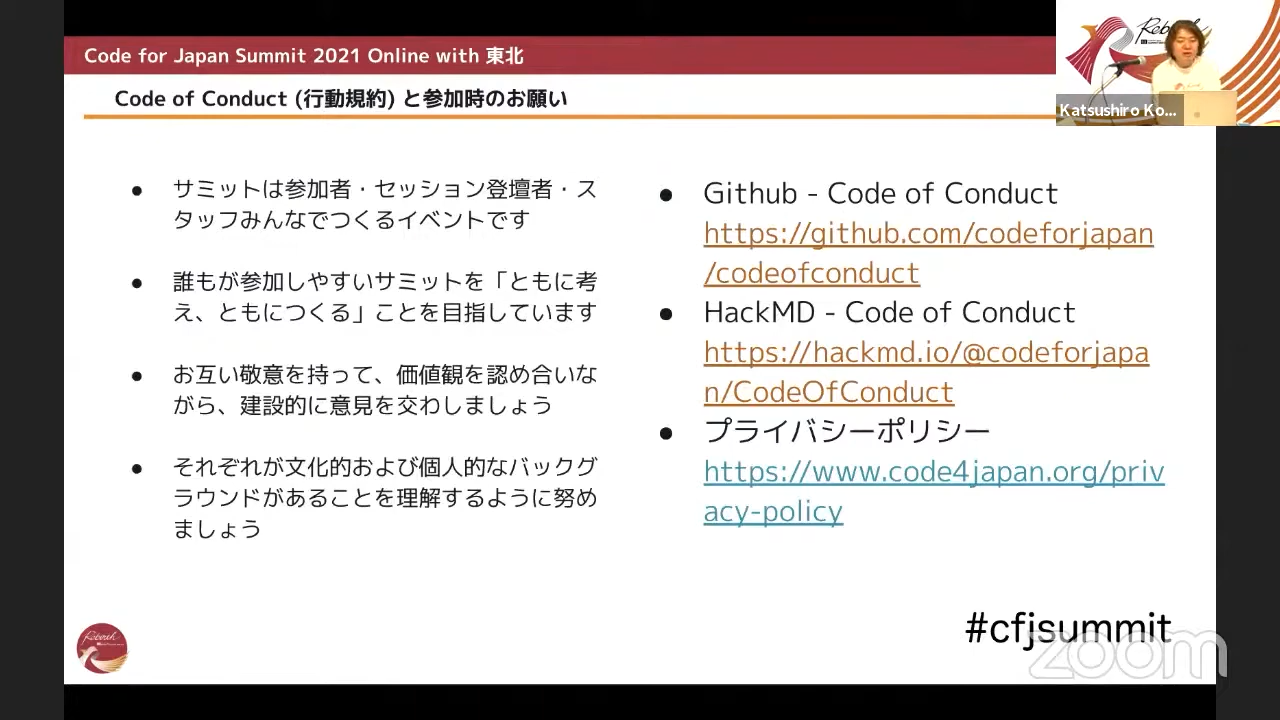 Code for Japan Summit 2021 Online with 東北
Code of Conduct (行動規約) と参加時のお願い
Katsushiro Ko...
サミットは参加者・セッション登壇者・ス
タッフみんなでつくるイベントです
誰もが参加しやすいサミットを「ともに考
え、ともにつくる」ことを目指しています
お互い敬意を持って、価値観を認め合いな
がら、建設的に意見を交わしましょう
それぞれが文化的および個人的なバックグ
ラウンドがあることを理解するように努め
ましょう
Github - Code of Conduct
https://github.com/codeforjapan
/codeofconduct
HackMD - Code of Conduct
https://hackmd.io/@codeforjapa
n/CodeOfConduct
プライバシーポリシー
https://www.code4japan.org/priv
acy-policy
#cfjsummit
zoom
Rebirth